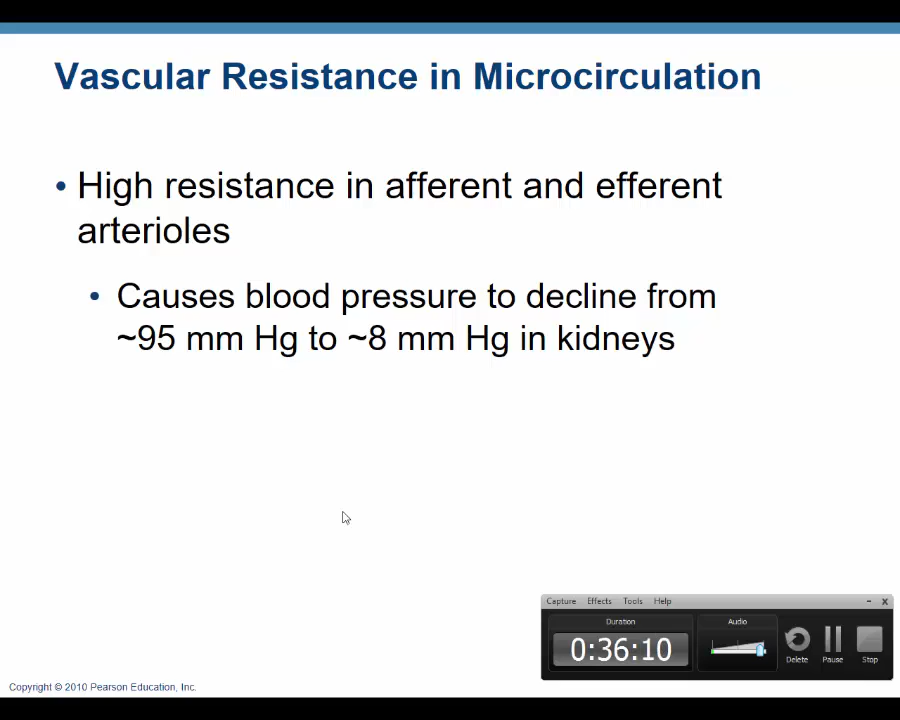 Vascular Resistance in Microcirculation
• High resistance in afferent and efferent
arterioles
• Causes blood pressure to decline from
~95 mm Hg to ~8 mm Hg in kidneys
Capture Effects Tools Help
Duration
Audio
0:36:10
Delete Pause Stop
Copyright © 2010 Pearson Education, Inc.